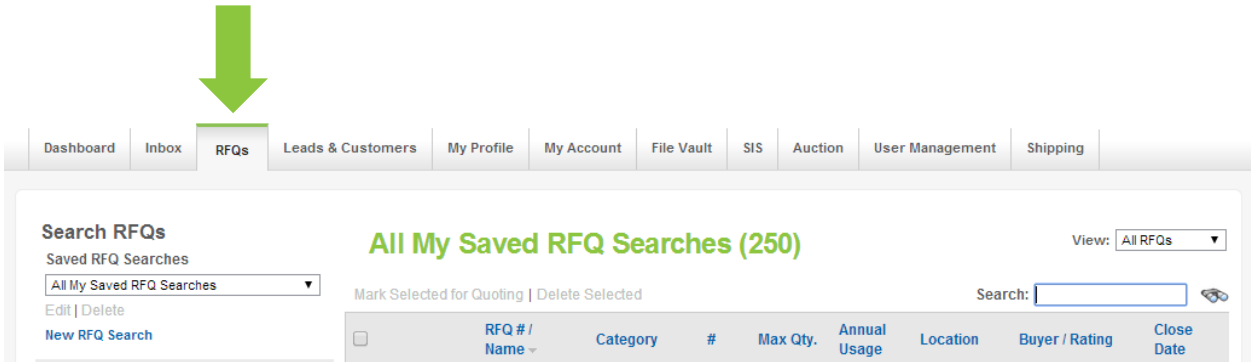 Dashboard Inbox RFQs Leads & Customers My Profile My Account File Vault SIS Auction User Management Shipping
Search RFQs
Saved RFQ Searches
All My Saved RFQ Searches
Edit | Delete
New RFQ Search
All My Saved RFQ Searches (250)
View: All RFQs
Mark Selected for Quoting | Delete Selected
Search:
RFQ # / Name Category # Max Qty. Annual Usage Location Buyer / Rating Close Date